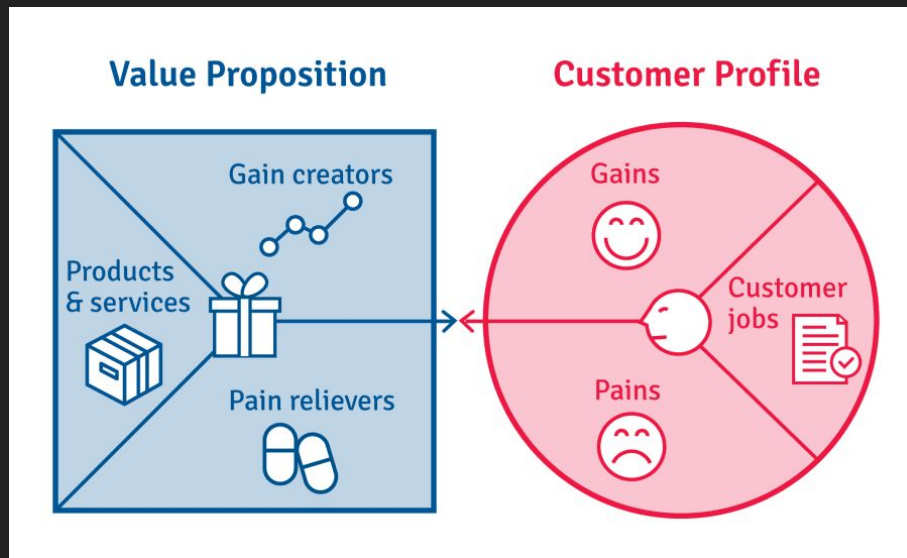 Value Proposition
Customer Profile
Gain creators
Products
& services
Pain relievers
Gains
Customer
jobs
Pains